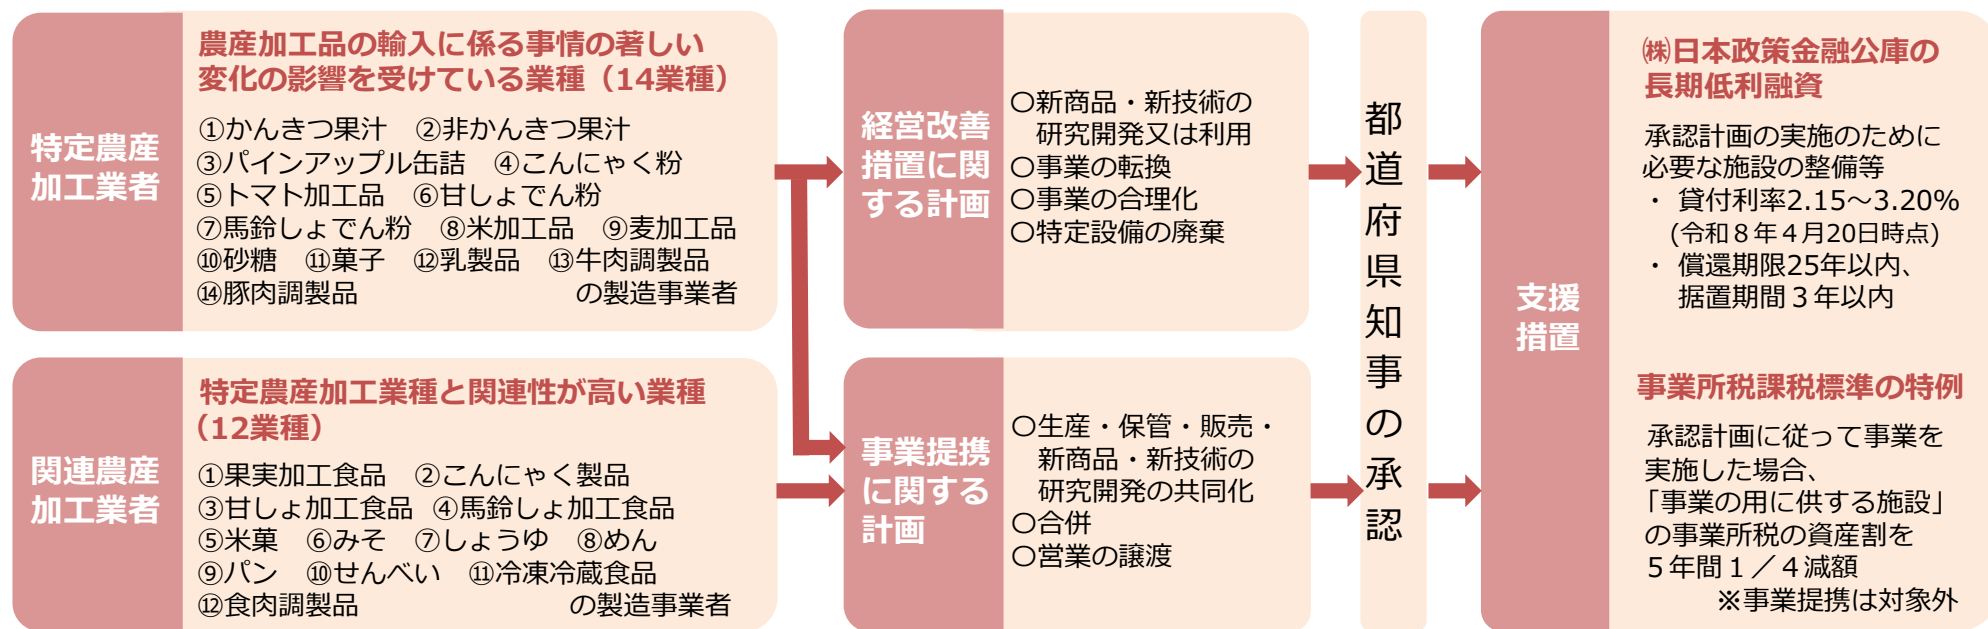 特定農産
加工業者
農産加工品の輸入に係る事情の著しい
変化の影響を受けている業種（14業種）
①かんきつ果汁　②非かんきつ果汁
③パインアップル缶詰　④こんにゃく粉
⑤トマト加工品　⑥甘しょでん粉
⑦馬鈴しょでん粉　⑧米加工品　⑨麦加工品
⑩砂糖　⑪菓子　⑫乳製品　⑬牛肉調製品
⑭豚肉調製品　の製造事業者
関連農産
加工業者
特定農産加工業種と関連性が高い業種
（12業種）
①果実加工食品　②こんにゃく製品
③甘しょ加工食品　④馬鈴しょ加工食品
⑤米菓　⑥みそ　⑦しょうゆ　⑧めん
⑨パン　⑩せんべい　⑪冷凍冷蔵食品
⑫食肉調製品　の製造事業者
経営改善
措置に関
する計画
〇新商品・新技術の
研究開発又は利用
〇事業の転換
〇事業の合理化
〇特定設備の廃棄
事業提携
に関する
計画
〇生産・保管・販売・
新商品・新技術の
研究開発の共同化
〇合併
〇営業の譲渡
都道府県知事の承認
支援
措置
㈱日本政策金融公庫の
長期低利融資
承認計画の実施のために
必要な施設の整備等
・ 貸付利率2.15～3.20%
(令和８年４月20日時点)
・ 償還期限25年以内、
据置期間３年以内
事業所税課税標準の特例
承認計画に従って事業を
実施した場合、
「事業の用に供する施設」
の事業所税の資産割を
５年間１／４減額
※事業提携は対象外